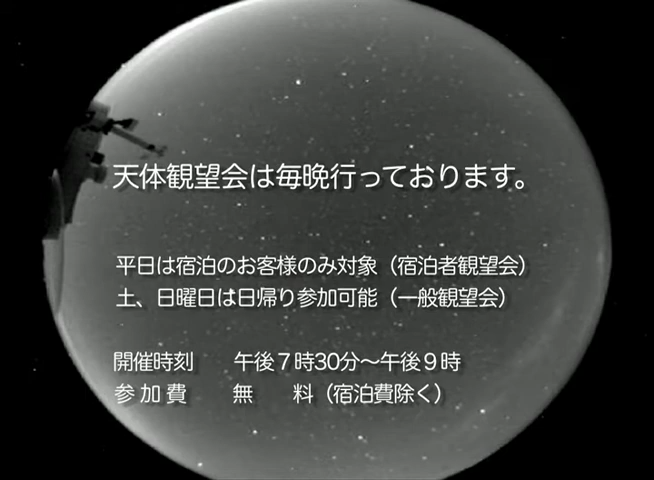 天体観望会は毎晩行っております。
平日は宿泊のお客様のみ対象（宿泊者観望会）
土、日曜日は日帰り参加可能（一般観望会）
開催時刻　　午後７時30分～午後９時
参 加 費　　無　　料（宿泊費除く）